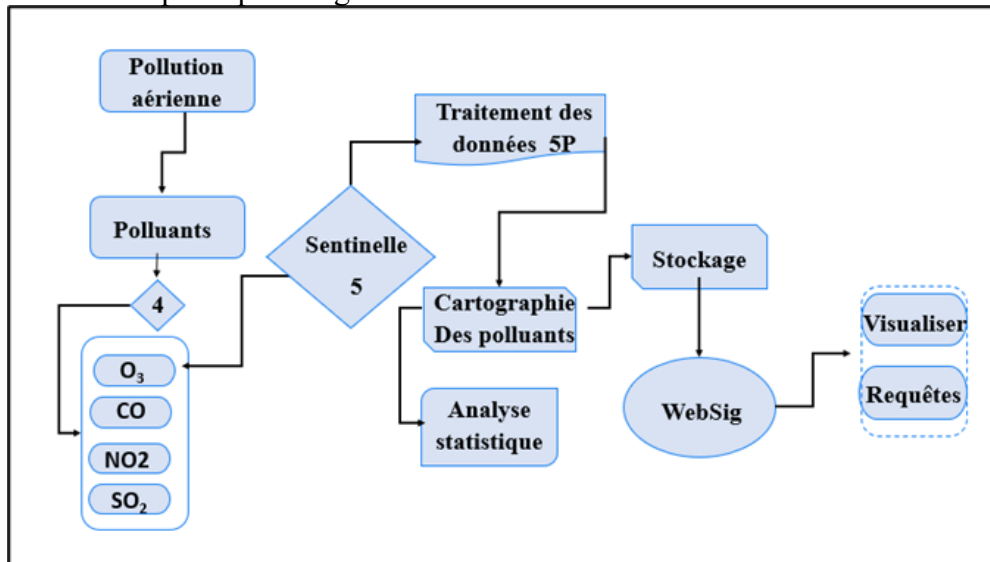 Pollution
aérienne
Polluants
4
O₃
CO
NO2
SO₂
Sentinelle
5
Traitement des
données 5P
Cartographie
Des polluants
Analyse
statistique
Stockage
WebSig
Visualiser
Requêtes